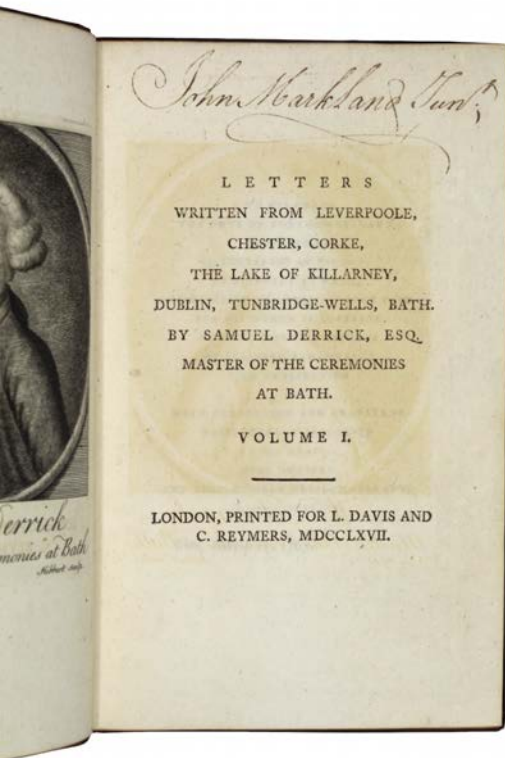 John Markland Junr;
LETTERS
WRITTEN FROM LEVERPOOLE,
CHESTER, CORKE,
THE LAKE OF KILLARNEY,
DUBLIN, TUNBRIDGE-WELLS, BATH.
BY SAMUEL DERRICK, ESQ.
MASTER OF THE CEREMONIES
AT BATH.
VOLUME I.
LONDON, PRINTED FOR L. DAVIS AND
C. REYMERS, MDCCLXVII.
errick
monies at Bath
Hibbert sculp.